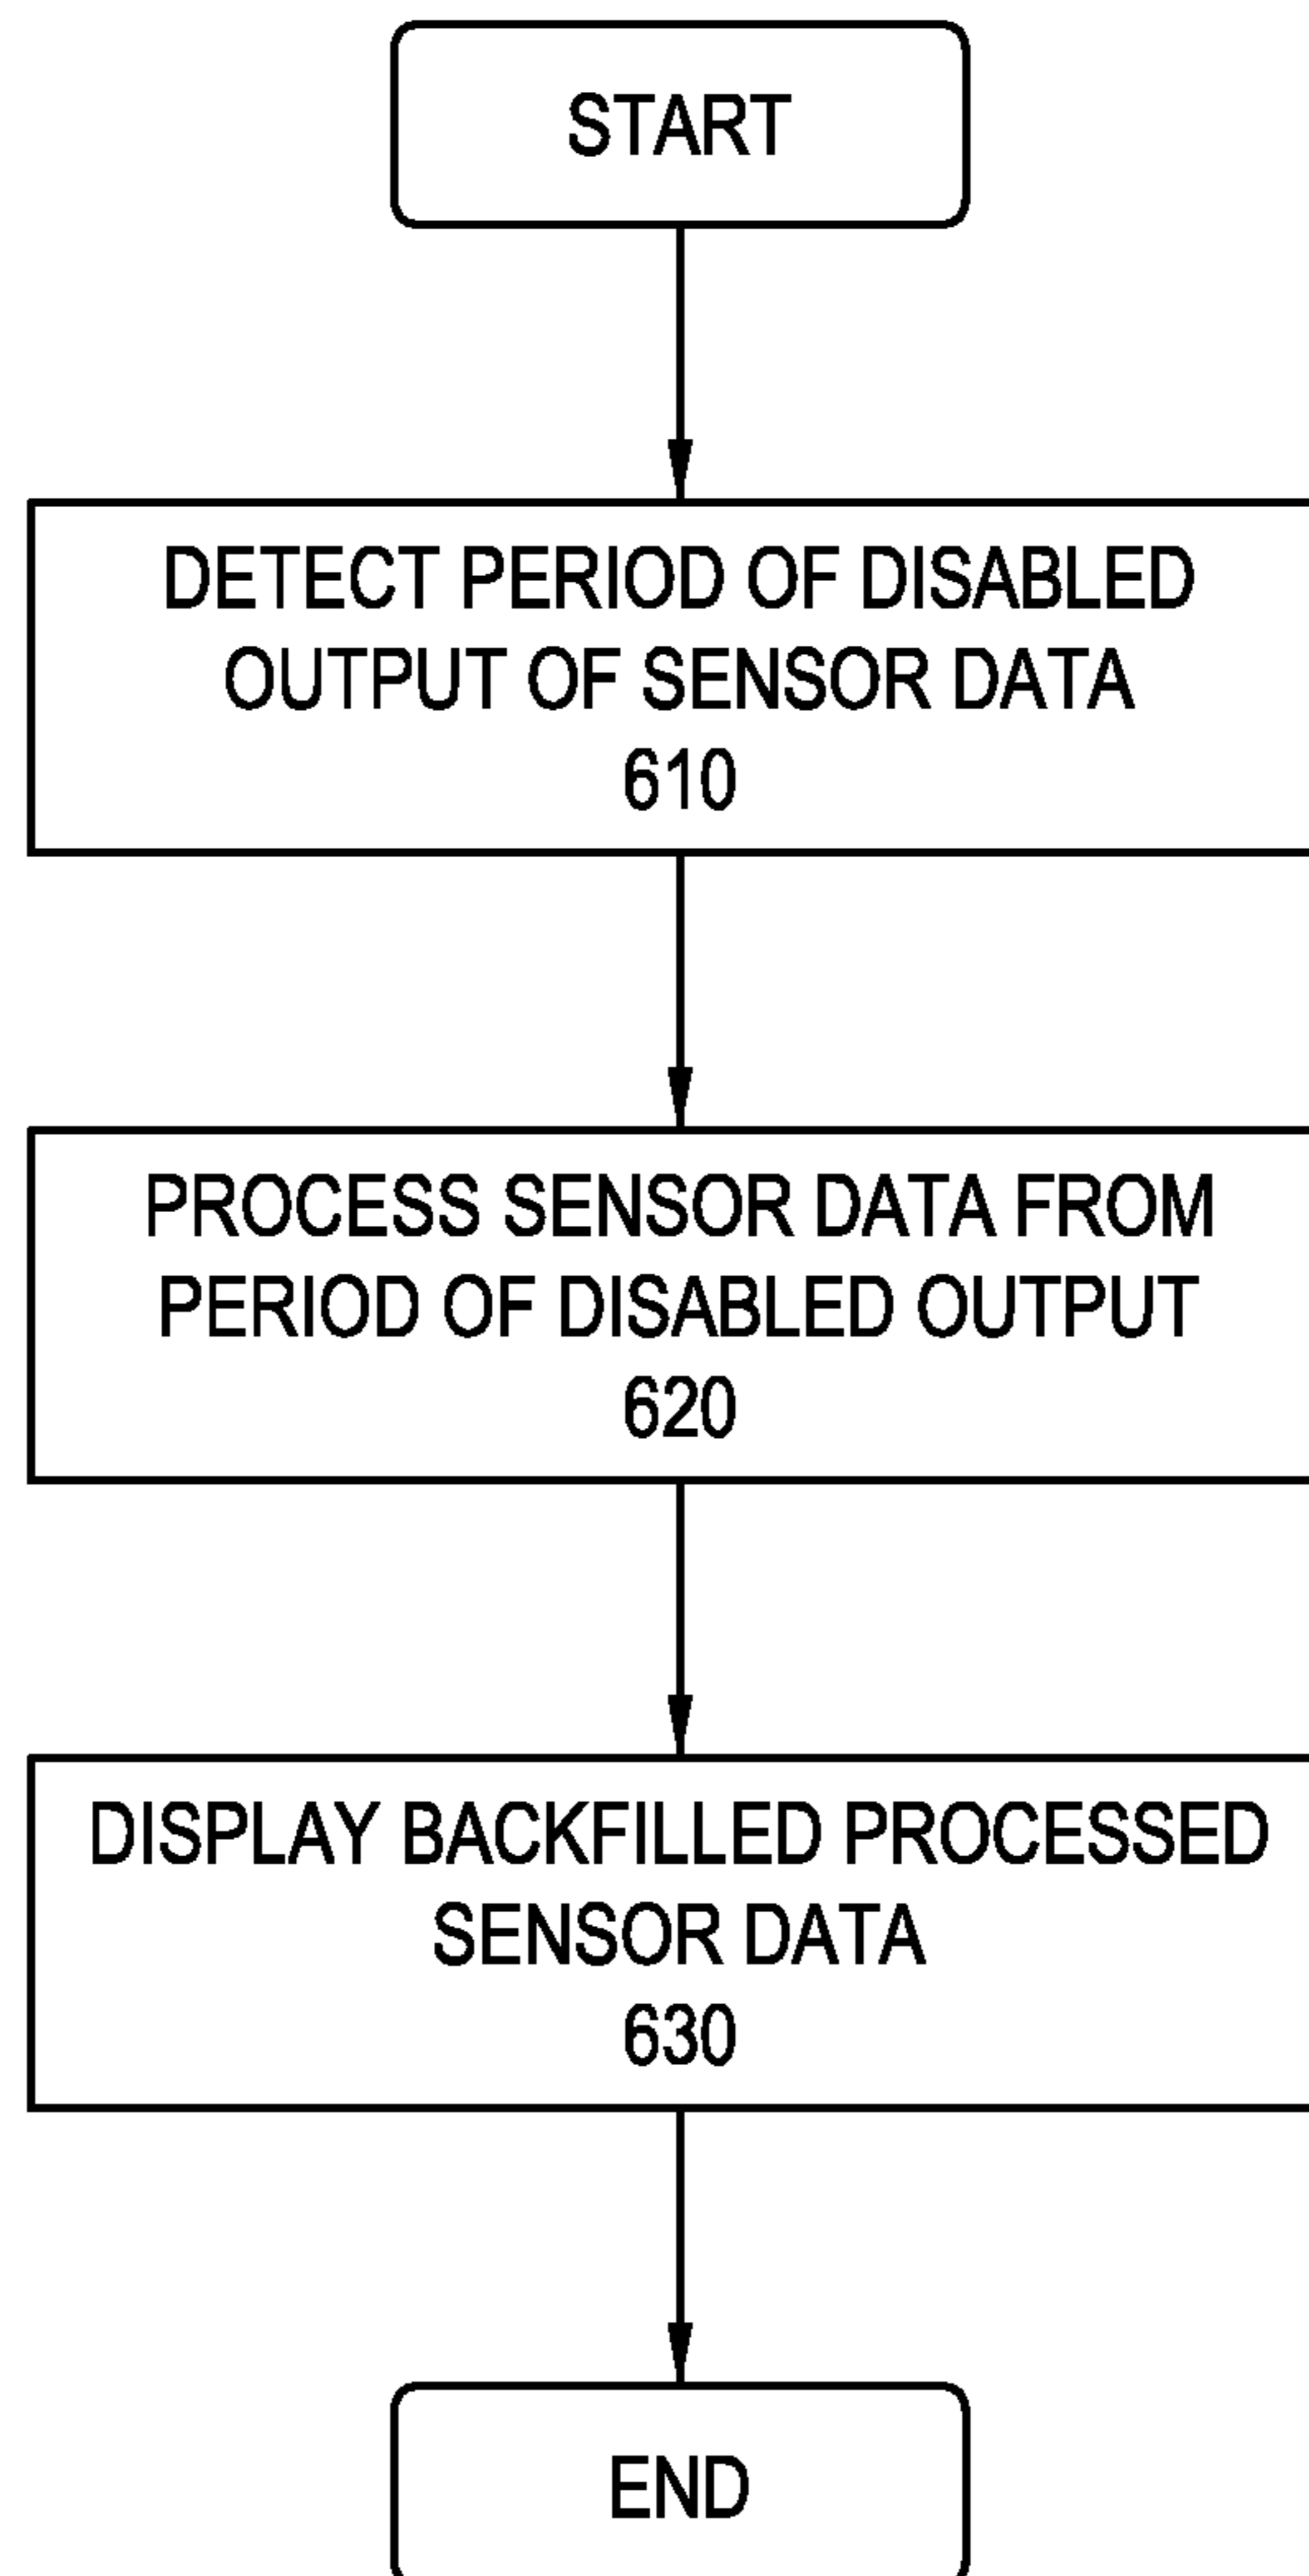 START
DETECT PERIOD OF DISABLED
OUTPUT OF SENSOR DATA
610
PROCESS SENSOR DATA FROM
PERIOD OF DISABLED OUTPUT
620
DISPLAY BACKFILLED PROCESSED
SENSOR DATA
630
END